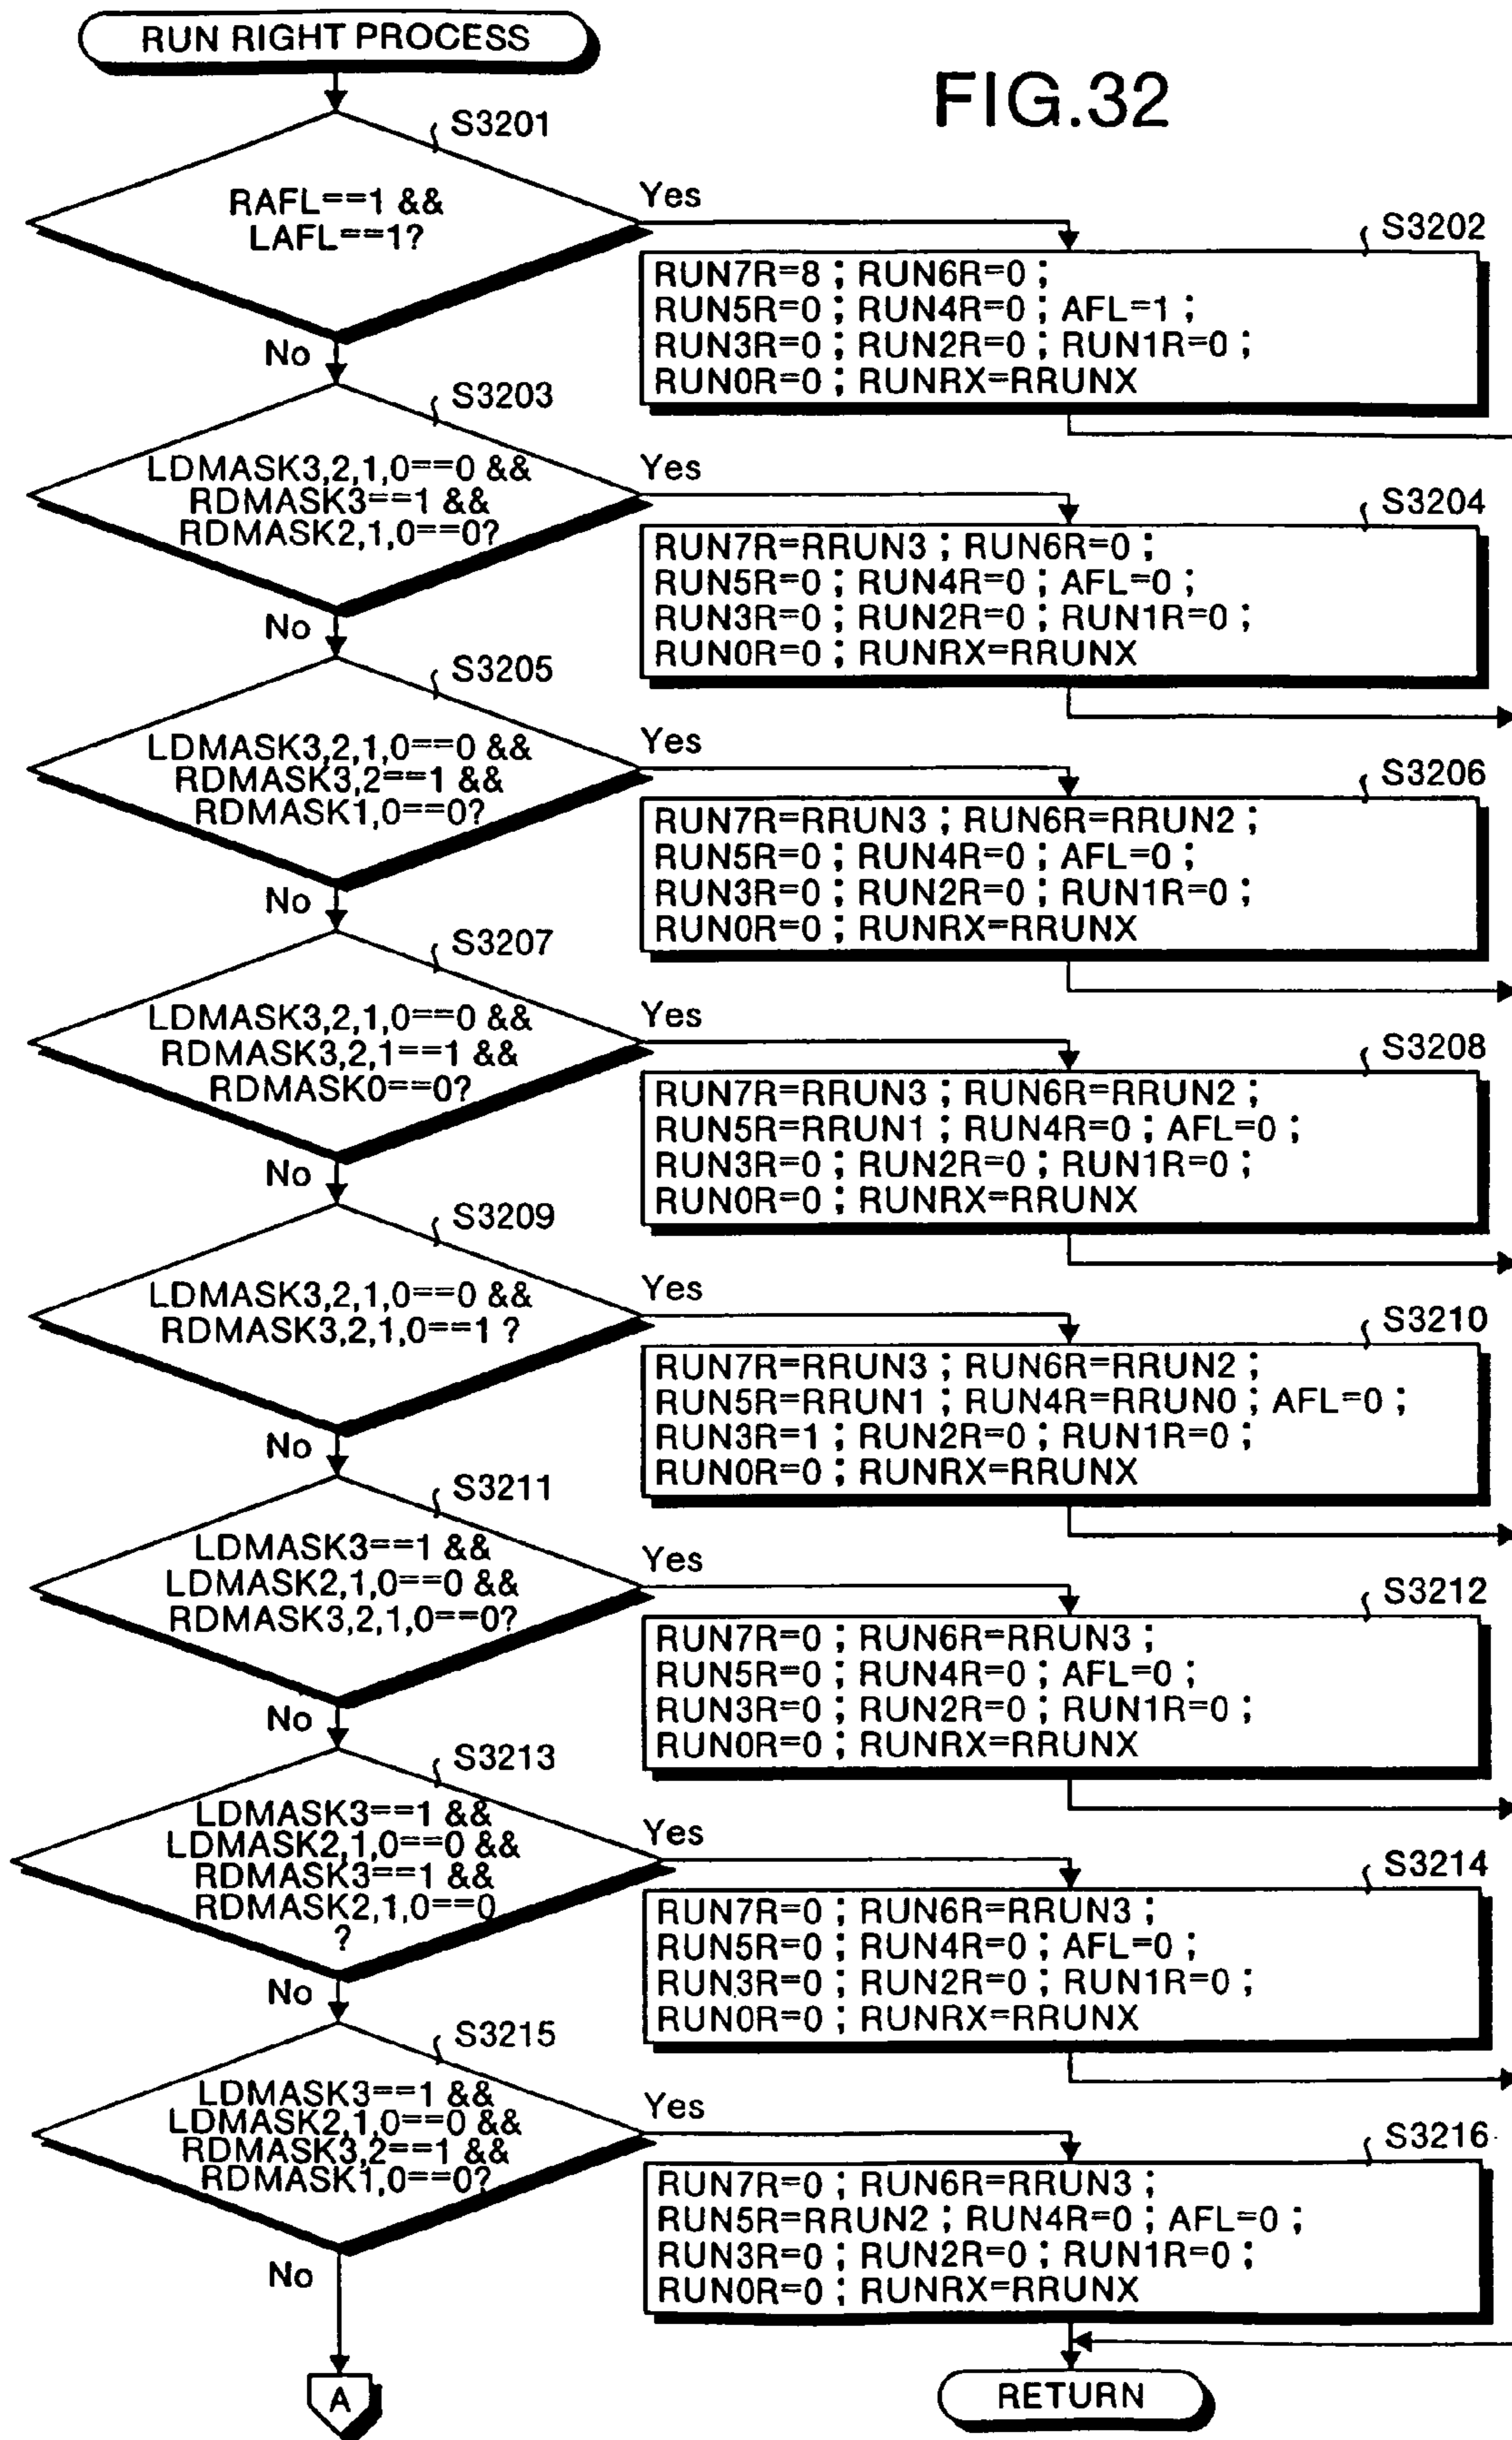 RUN RIGHT PROCESS
FIG.32
S3201
RAFL==1 &&
LAFL==1?
Yes
No
S3202
RUN7R=8 ; RUN6R=0 ;
RUN5R=0 ; RUN4R=0 ; AFL=1 ;
RUN3R=0 ; RUN2R=0 ; RUN1R=0 ;
RUN0R=0 ; RUNRX=RRUNX
S3203
LDMASK3,2,1,0==0 &&
RDMASK3==1 &&
RDMASK2,1,0==0?
Yes
No
S3204
RUN7R=RRUN3 ; RUN6R=0 ;
RUN5R=0 ; RUN4R=0 ; AFL=0 ;
RUN3R=0 ; RUN2R=0 ; RUN1R=0 ;
RUN0R=0 ; RUNRX=RRUNX
S3205
LDMASK3,2,1,0==0 &&
RDMASK3,2==1 &&
RDMASK1,0==0?
Yes
No
S3206
RUN7R=RRUN3 ; RUN6R=RRUN2 ;
RUN5R=0 ; RUN4R=0 ; AFL=0 ;
RUN3R=0 ; RUN2R=0 ; RUN1R=0 ;
RUN0R=0 ; RUNRX=RRUNX
S3207
LDMASK3,2,1,0==0 &&
RDMASK3,2,1==1 &&
RDMASK0==0?
Yes
No
S3208
RUN7R=RRUN3 ; RUN6R=RRUN2 ;
RUN5R=RRUN1 ; RUN4R=0 ; AFL=0 ;
RUN3R=0 ; RUN2R=0 ; RUN1R=0 ;
RUN0R=0 ; RUNRX=RRUNX
S3209
LDMASK3,2,1,0==0 &&
RDMASK3,2,1,0==1 ?
Yes
No
S3210
RUN7R=RRUN3 ; RUN6R=RRUN2 ;
RUN5R=RRUN1 ; RUN4R=RRUN0 ; AFL=0 ;
RUN3R=1 ; RUN2R=0 ; RUN1R=0 ;
RUN0R=0 ; RUNRX=RRUNX
S3211
LDMASK3==1 &&
LDMASK2,1,0==0 &&
RDMASK3,2,1,0==0?
Yes
No
S3212
RUN7R=0 ; RUN6R=RRUN3 ;
RUN5R=0 ; RUN4R=0 ; AFL=0 ;
RUN3R=0 ; RUN2R=0 ; RUN1R=0 ;
RUN0R=0 ; RUNRX=RRUNX
S3213
LDMASK3==1 &&
LDMASK2,1,0==0 &&
RDMASK3==1 &&
RDMASK2,1,0==0
?
Yes
No
S3214
RUN7R=0 ; RUN6R=RRUN3 ;
RUN5R=0 ; RUN4R=0 ; AFL=0 ;
RUN3R=0 ; RUN2R=0 ; RUN1R=0 ;
RUN0R=0 ; RUNRX=RRUNX
S3215
LDMASK3==1 &&
LDMASK2,1,0==0 &&
RDMASK3,2==1 &&
RDMASK1,0==0?
Yes
No
S3216
RUN7R=0 ; RUN6R=RRUN3 ;
RUN5R=RRUN2 ; RUN4R=0 ; AFL=0 ;
RUN3R=0 ; RUN2R=0 ; RUN1R=0 ;
RUN0R=0 ; RUNRX=RRUNX
A
RETURN